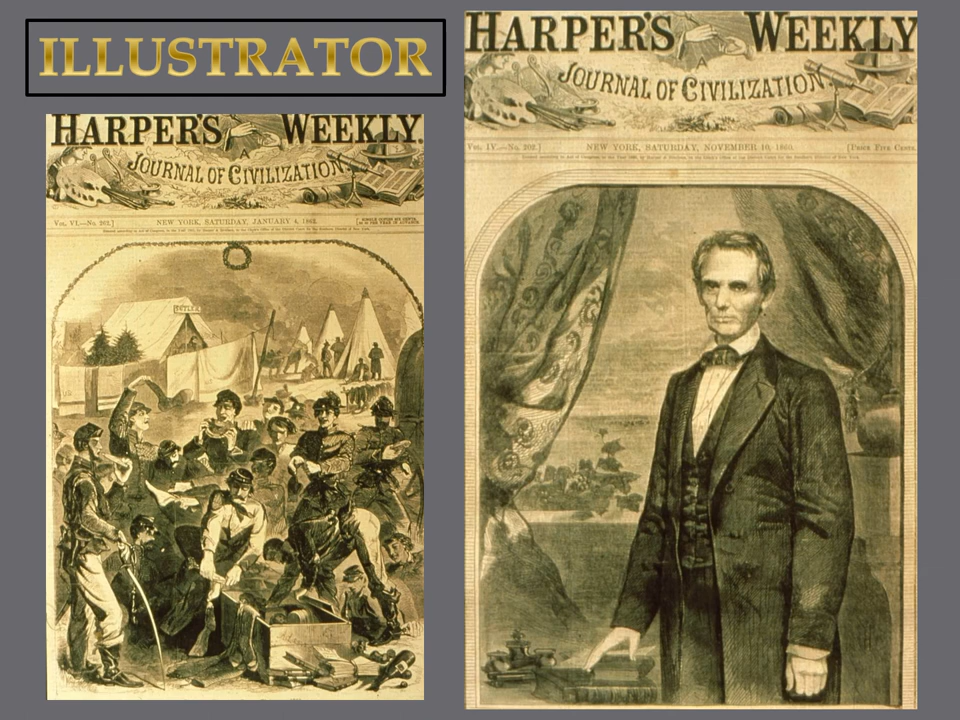 ILLUSTRATOR
HARPER'S WEEKLY.
A
JOURNAL OF CIVILIZATION
VOL. VI.—No. 262.] NEW YORK, SATURDAY, JANUARY 4, 1862.
SUTLER
HARPER'S WEEKLY
A
JOURNAL OF CIVILIZATION
VOL. IV.—No. 202.] NEW YORK, SATURDAY, NOVEMBER 10, 1860. [PRICE FIVE CENTS.